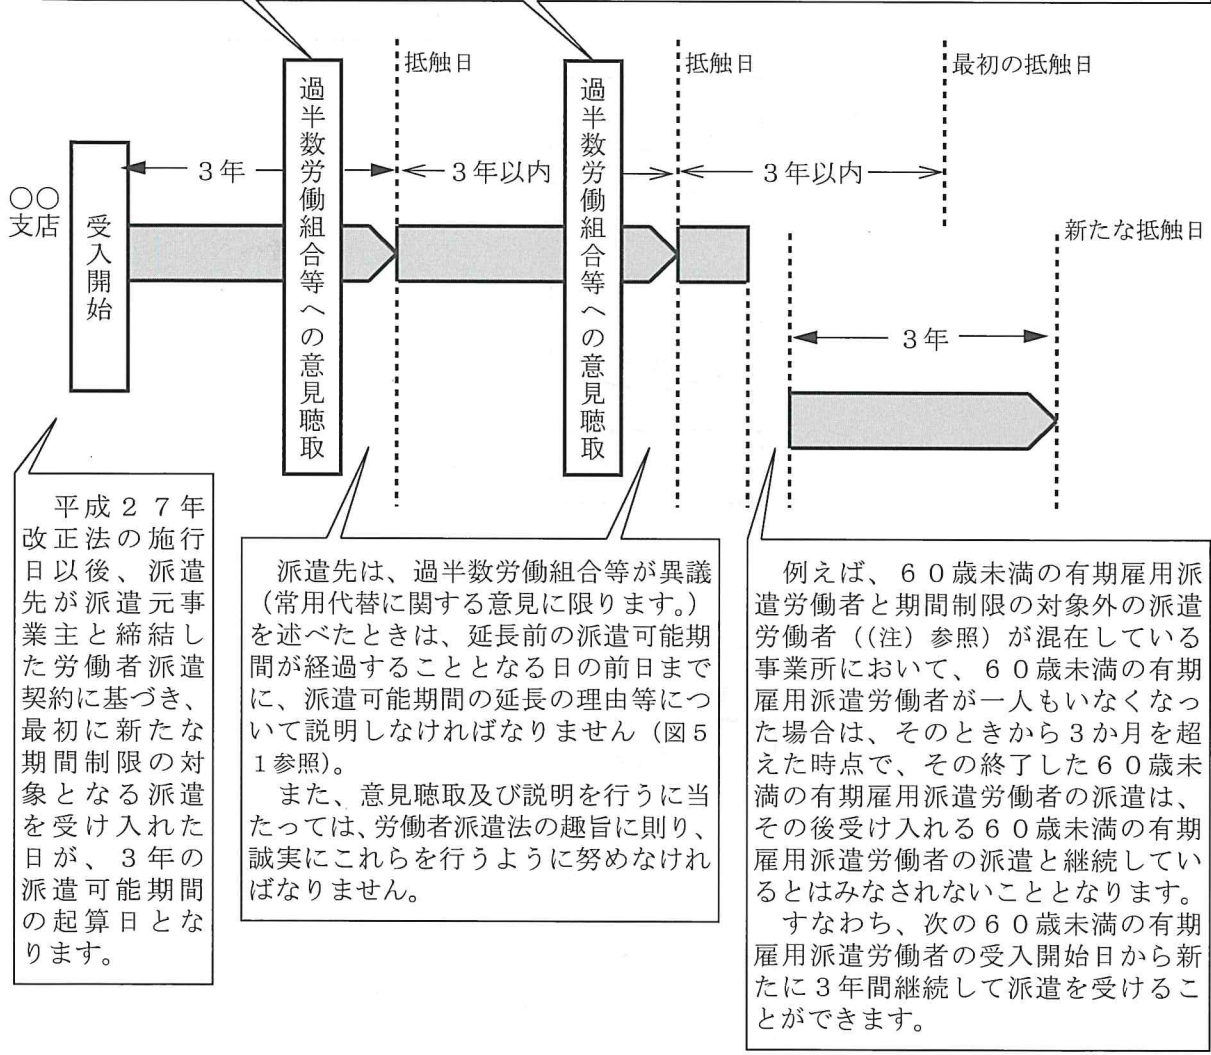 抵触日
抵触日
最初の抵触日
3年
3年以内
3年以内
○○
支店
受入開始
過半数労働組合等への意見聴取
過半数労働組合等への意見聴取
新たな抵触日
3年
平成27年
改正法の施行
日以後、派遣
先が派遣元事
業主と締結し
た労働者派遣
契約に基づき、
最初に新たな
期間制限の対
象となる派遣
を受け入れた
日が、3年の
派遣可能期間
の起算日とな
ります。
派遣先は、過半数労働組合等が異議
(常用代替に関する意見に限ります。)
を述べたときは、延長前の派遣可能期
間が経過することとなる日の前日まで
に、派遣可能期間の延長の理由等につ
いて説明しなければなりません(図5
1参照)。
また、意見聴取及び説明を行うに当
たっては、労働者派遣法の趣旨に則り、
誠実にこれらを行うように努めなけれ
ばなりません。
例えば、60歳未満の有期雇用派
遣労働者と期間制限の対象外の派遣
労働者((注)参照)が混在している
事業所において、60歳未満の有期
雇用派遣労働者が一人もいなくなっ
た場合は、そのときから3か月を超
えた時点で、その終了した60歳未
満の有期雇用派遣労働者の派遣は、
その後受け入れる60歳未満の有期
雇用派遣労働者の派遣と継続してい
るとはみなされないこととなります。
すなわち、次の60歳未満の有期
雇用派遣労働者の受入開始日から新
たに3年間継続して派遣を受けるこ
とができます。